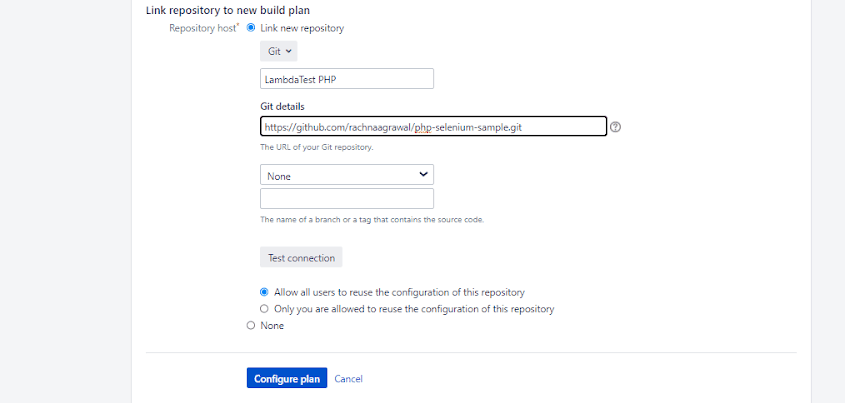 Link repository to new build plan
Repository host* Link new repository
Git
LambdaTest PHP
Git details
https://github.com/rachnaagrawal/php-selenium-sample.git
The URL of your Git repository.
None
The name of a branch or a tag that contains the source code.
Test connection
Allow all users to reuse the configuration of this repository
Only you are allowed to reuse the configuration of this repository
None
Configure plan Cancel